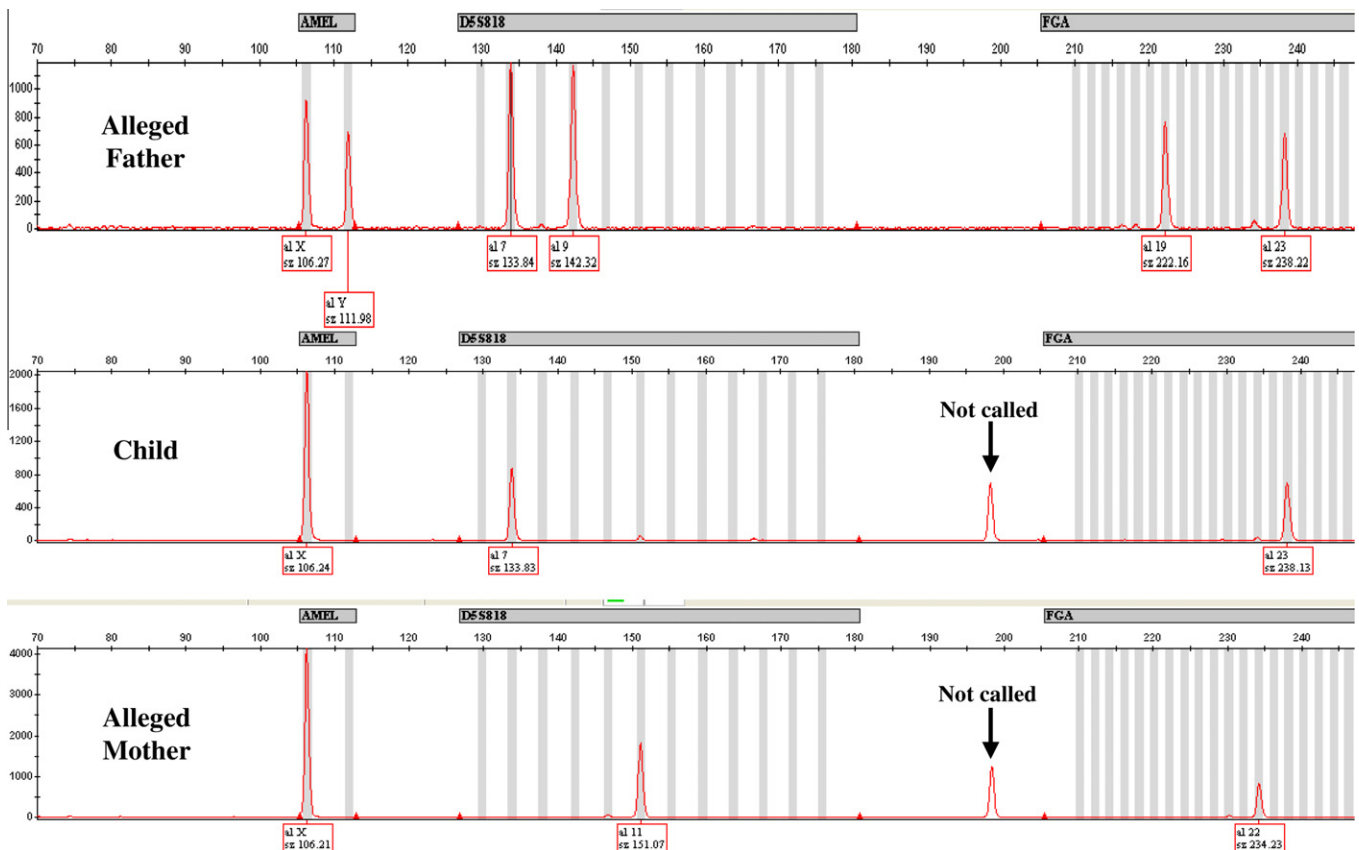 AMEL D5S818 FGA
70 80 90 100 110 120 130 140 150 160 170 180 190 200 210 220 230 240
1000
800
600
400
200
0
Alleged
Father
al X
sz 106.27
al Y
sz 111.98
al 7
sz 133.84
al 9
sz 142.32
al 19
sz 222.16
al 23
sz 238.22
AMEL D5S818 FGA
70 80 90 100 110 120 130 140 150 160 170 180 190 200 210 220 230 240
2000
1600
1200
800
400
0
Child
Not called
al X
sz 106.24
al 7
sz 133.83
al 23
sz 238.13
AMEL D5S818 FGA
70 80 90 100 110 120 130 140 150 160 170 180 190 200 210 220 230 240
4000
3000
2000
1000
0
Alleged
Mother
Not called
al X
sz 106.21
al 11
sz 151.07
al 22
sz 234.23